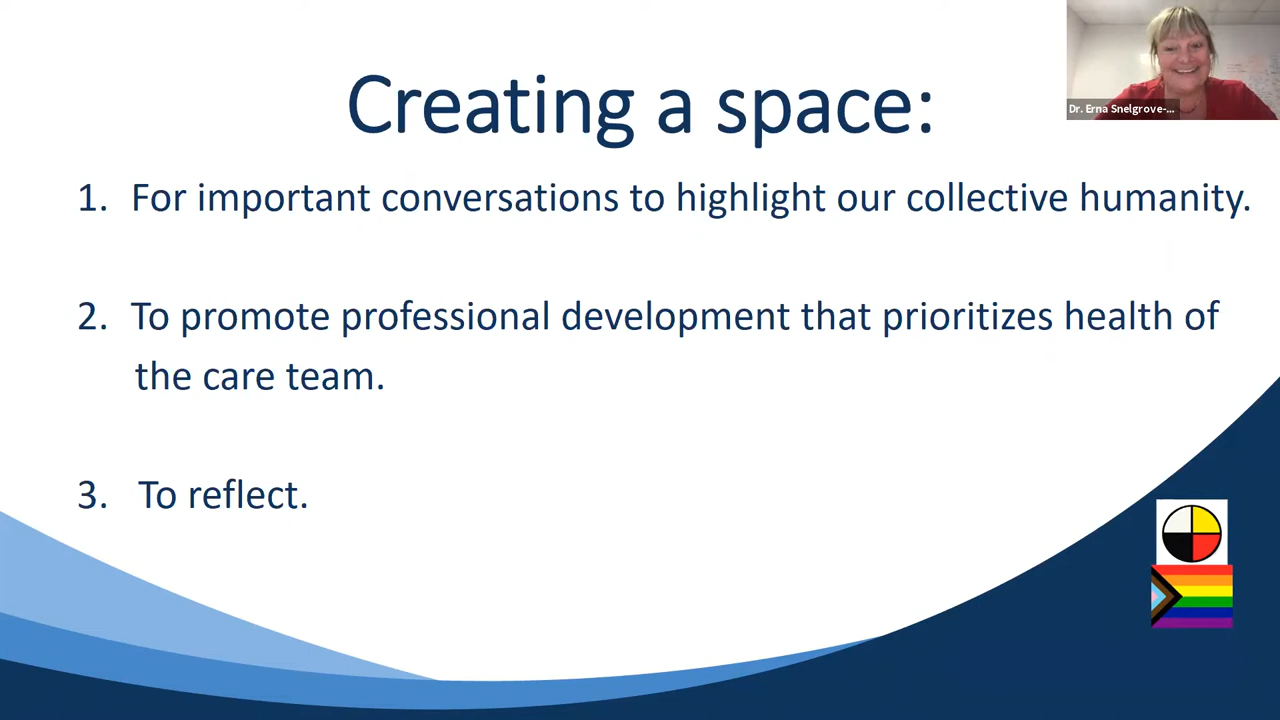 Dr. Erna Snelgrove-...
Creating a space:
1. For important conversations to highlight our collective humanity.
2. To promote professional development that prioritizes health of
the care team.
3. To reflect.